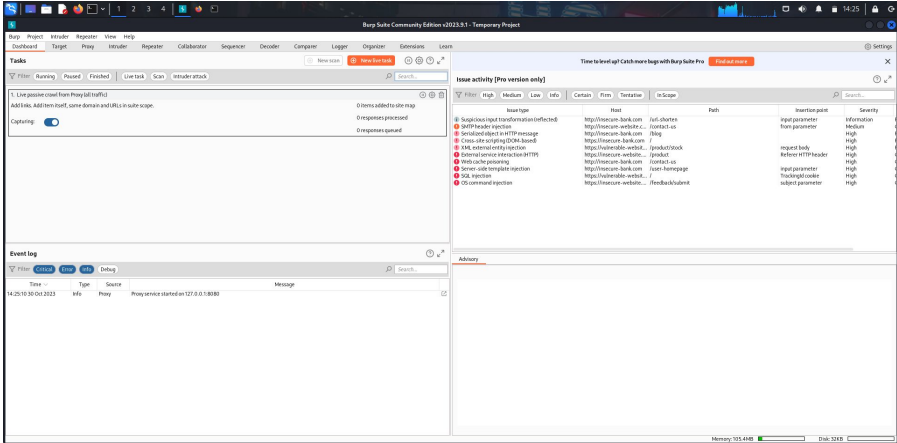 1 2 3 4
14:25
Burp Suite Community Edition v2023.9.1 - Temporary Project
Burp Project Intruder Repeater View Help
Dashboard Target Proxy Intruder Repeater Collaborator Sequencer Decoder Comparer Logger Organizer Extensions Learn
Settings
Tasks
New scan
New live task
Filter Running Paused Finished Live task Scan Intruder attack
Search...
1. Live passive crawl from Proxy (all traffic)
Add links. Add item itself, same domain and URLs in suite scope.
0 items added to site map
Capturing:
0 responses processed
0 responses queued
Event log
Filter Critical Error Info Debug
Search...
Time Type Source Message
14:25:10 30 Oct 2023 Info Proxy Proxy service started on 127.0.0.1:8080
Time to level up? Catch more bugs with Burp Suite Pro
Find out more
Issue activity [Pro version only]
Filter High Medium Low Info Certain Firm Tentative In Scope
Search...
Issue type Host Path Insertion point Severity
Suspicious input transformation (reflected) http://insecure-bank.com /url-shorten input parameter Information
SMTP header injection http://insecure-website.c... /contact-us from parameter Medium
Serialized object in HTTP message http://insecure-bank.com /blog High
Cross-site scripting (DOM-based) https://insecure-bank.com / High
XML external entity injection https://vulnerable-websit... /product/stock request body High
External service interaction (HTTP) https://insecure-website.... /product Referer HTTP header High
Web cache poisoning http://insecure-bank.com /contact-us High
Server-side template injection http://insecure-bank.com /user-homepage input parameter High
SQL injection https://vulnerable-websit... / TrackingId cookie High
OS command injection https://insecure-website.... /feedback/submit subject parameter High
Advisory
Memory: 105.4MB
Disk: 32KB